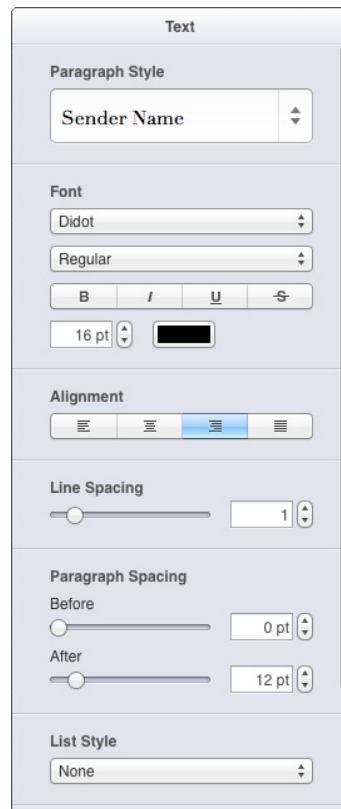 Text
Paragraph Style
Sender Name
Font
Didot
Regular
B I U S
16 pt
Alignment
Line Spacing
1
Paragraph Spacing
Before
0 pt
After
12 pt
List Style
None